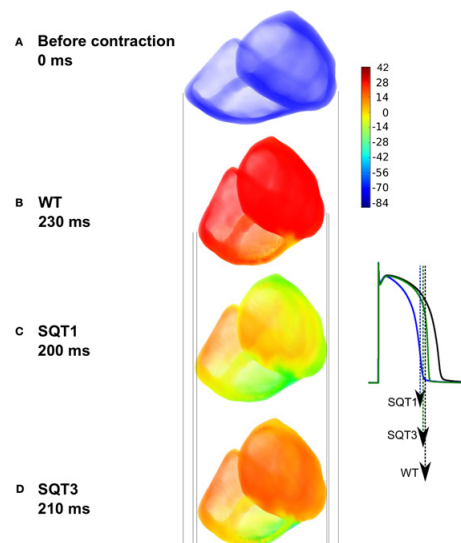 A Before contraction
0 ms
42
28
14
0
-14
-28
-42
-56
-70
-84
B WT
230 ms
C SQT1
200 ms
SQT1
SQT3
WT
D SQT3
210 ms